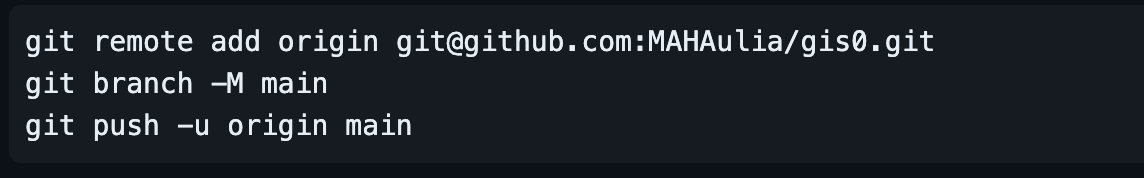 git remote add origin git@github.com:MAHAulia/gis0.git
git branch -M main
git push -u origin main